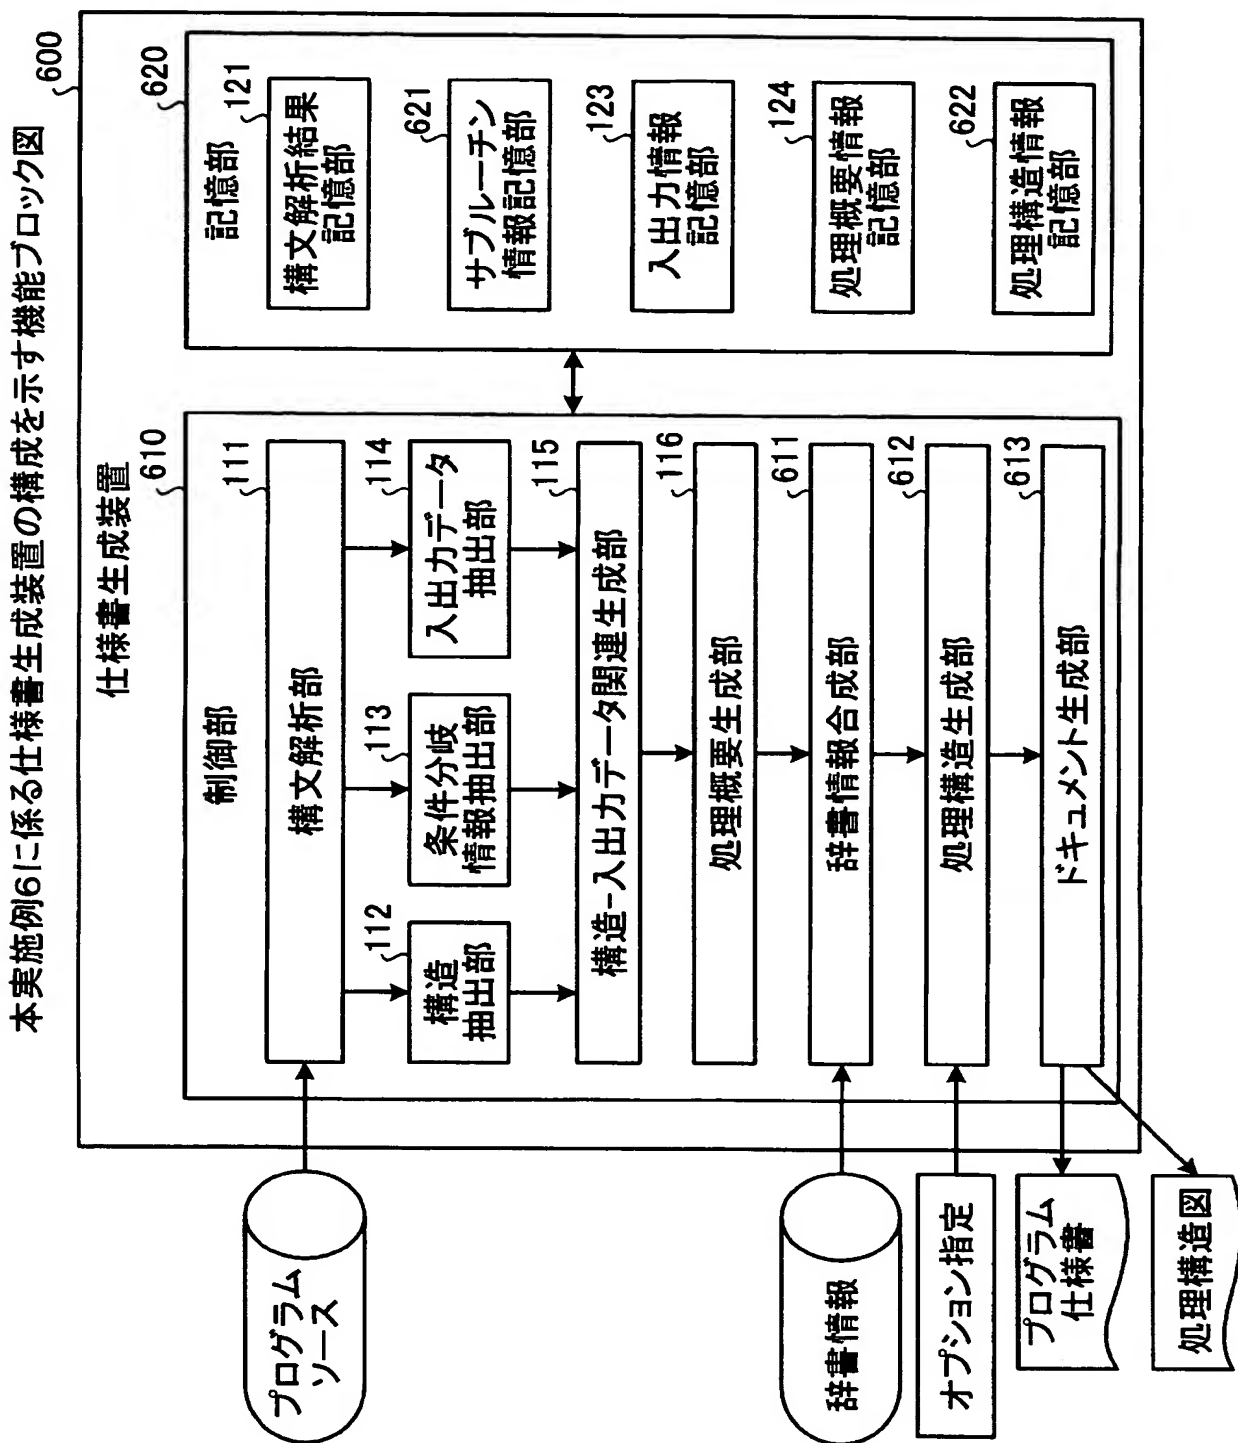 本実施例6に係る仕様書生成装置の構成を示す機能ブロック図
600
仕様書生成装置
610
制御部
111
構文解析部
112
構造
抽出部
113
条件分岐
情報抽出部
114
入出力データ
抽出部
115
構造-入出力データ関連生成部
116
処理概要生成部
611
辞書情報合成部
612
処理構造生成部
613
ドキュメント生成部
620
記憶部
121
構文解析結果
記憶部
621
サブルーチン
情報記憶部
123
入出力情報
記憶部
124
処理概要情報
記憶部
622
処理構造情報
記憶部
プログラム
ソース
辞書情報
オプション指定
プログラム
仕様書
処理構造図